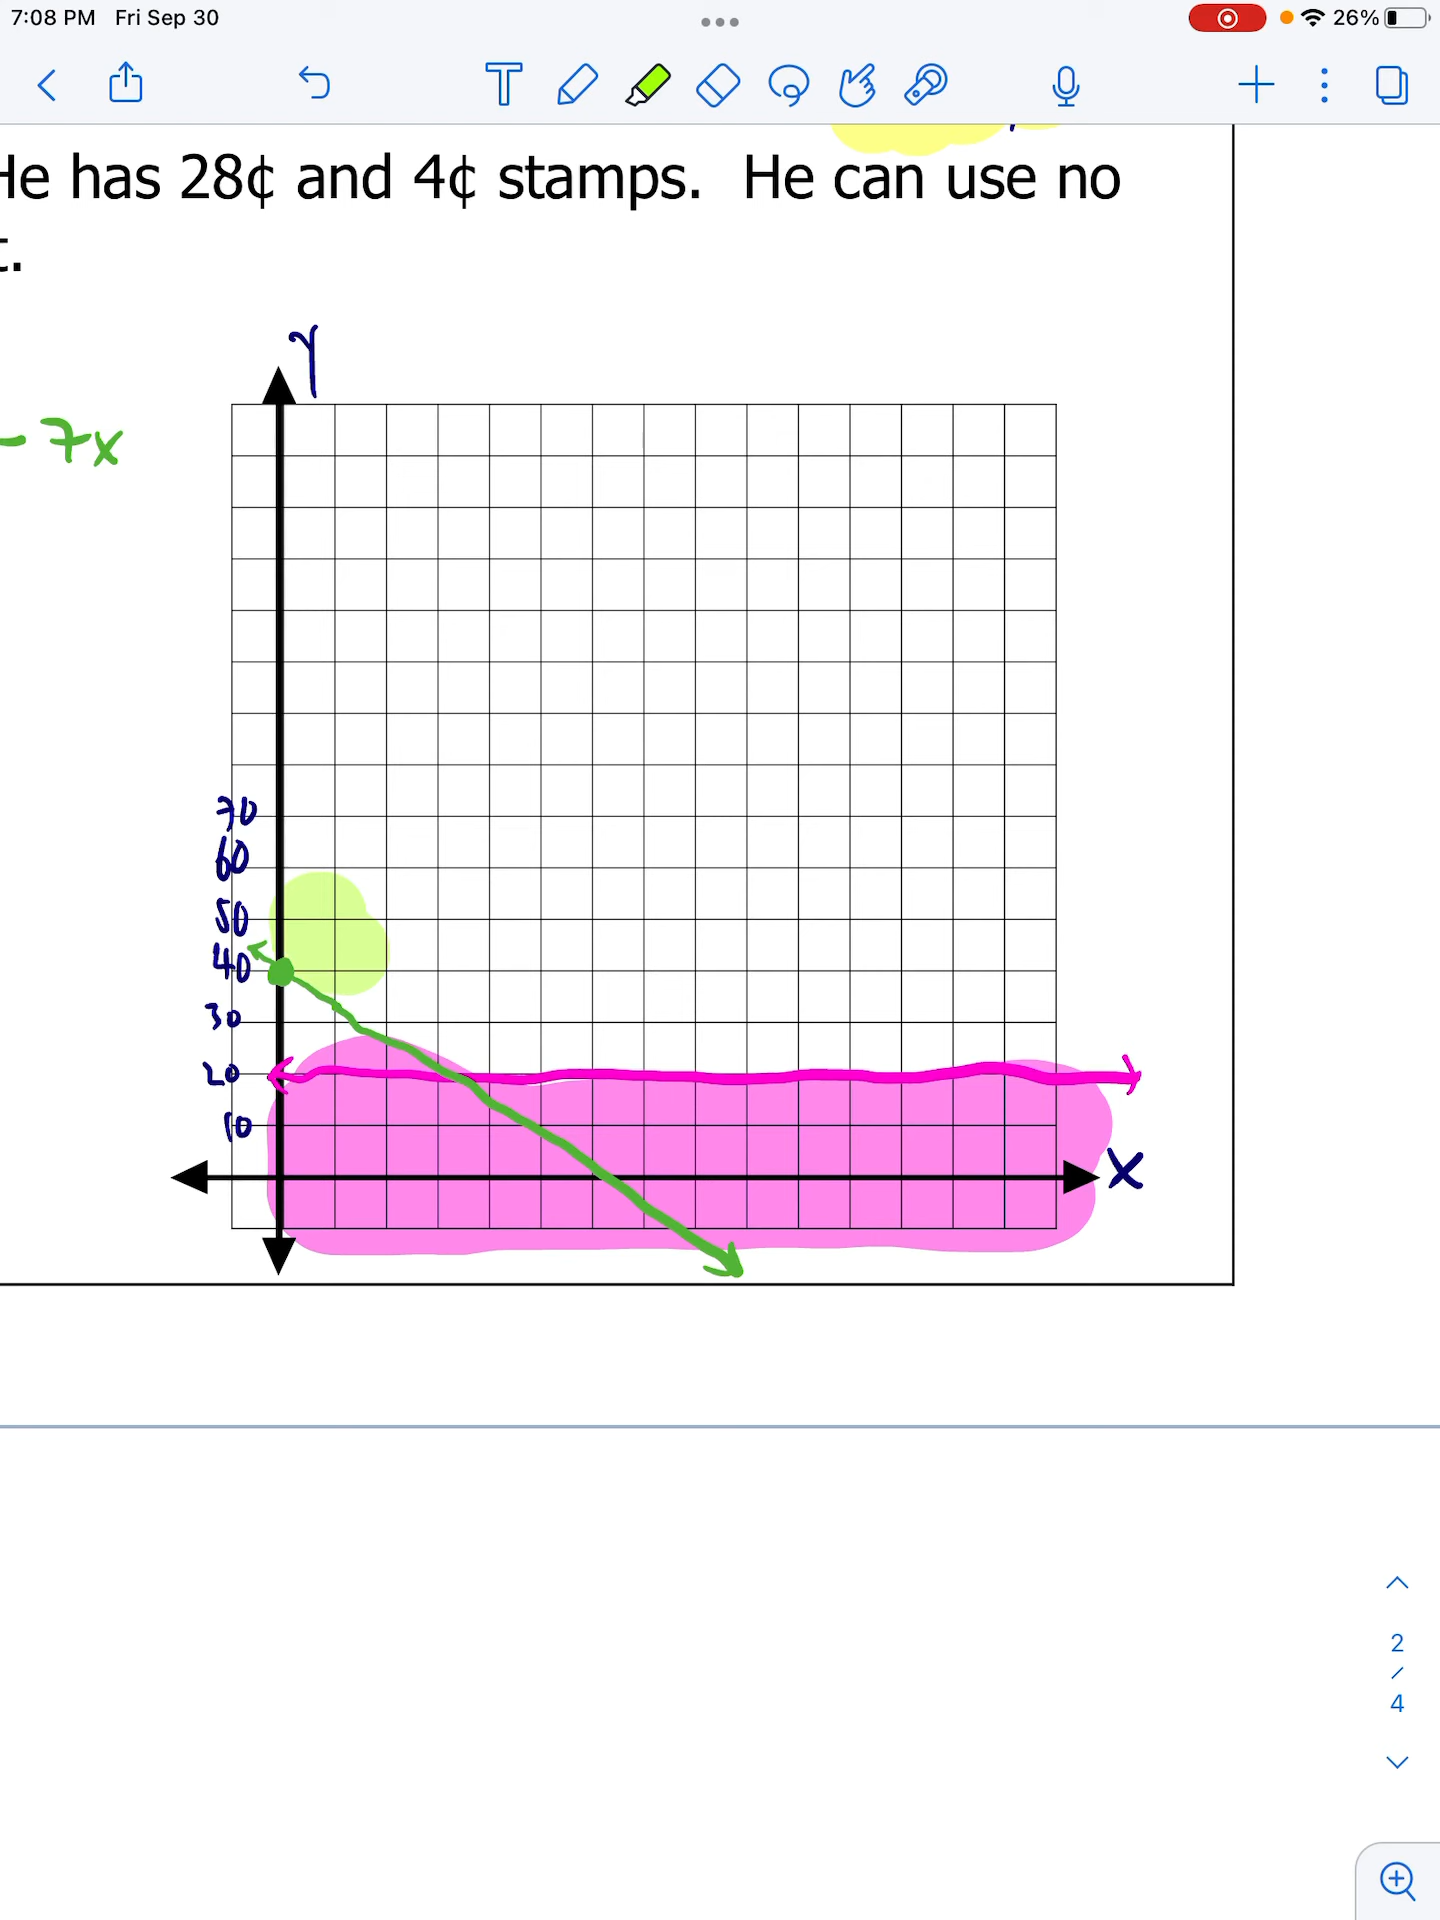 7:08 PM Fri Sep 30
26%
T
He has 28¢ and 4¢ stamps. He can use no
t.
Y
- 7x
70
60
50
40
30
20
10
X
2
/
4